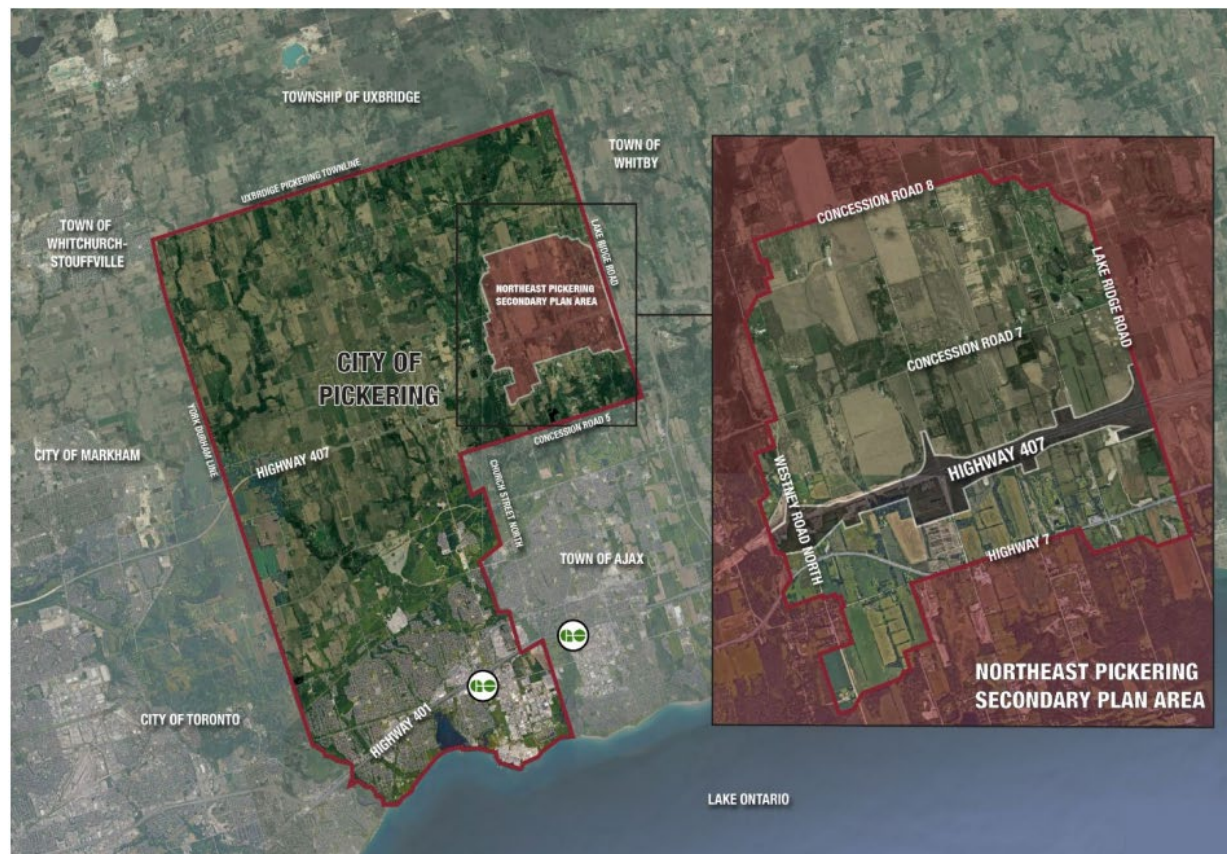 TOWNSHIP OF UXBRIDGE
TOWN OF
WHITBY
UXBRDIGE PICKERING TOWNLINE
TOWN OF
WHITCHURCH-
STOUFFVILLE
LAKE RIDGE ROAD
NORTHEAST PICKERING
SECONDARY PLAN AREA
CITY OF
PICKERING
YORK DURHAM LINE
CITY OF MARKHAM
HIGHWAY 407
CONCESSION ROAD 5
CHURCH STREET NORTH
TOWN OF AJAX
GO
GO
CITY OF TORONTO
HIGHWAY 401
LAKE ONTARIO
CONCESSION ROAD 8
LAKE RIDGE ROAD
CONCESSION ROAD 7
HIGHWAY 407
WESTNEY ROAD NORTH
HIGHWAY 7
NORTHEAST PICKERING
SECONDARY PLAN AREA